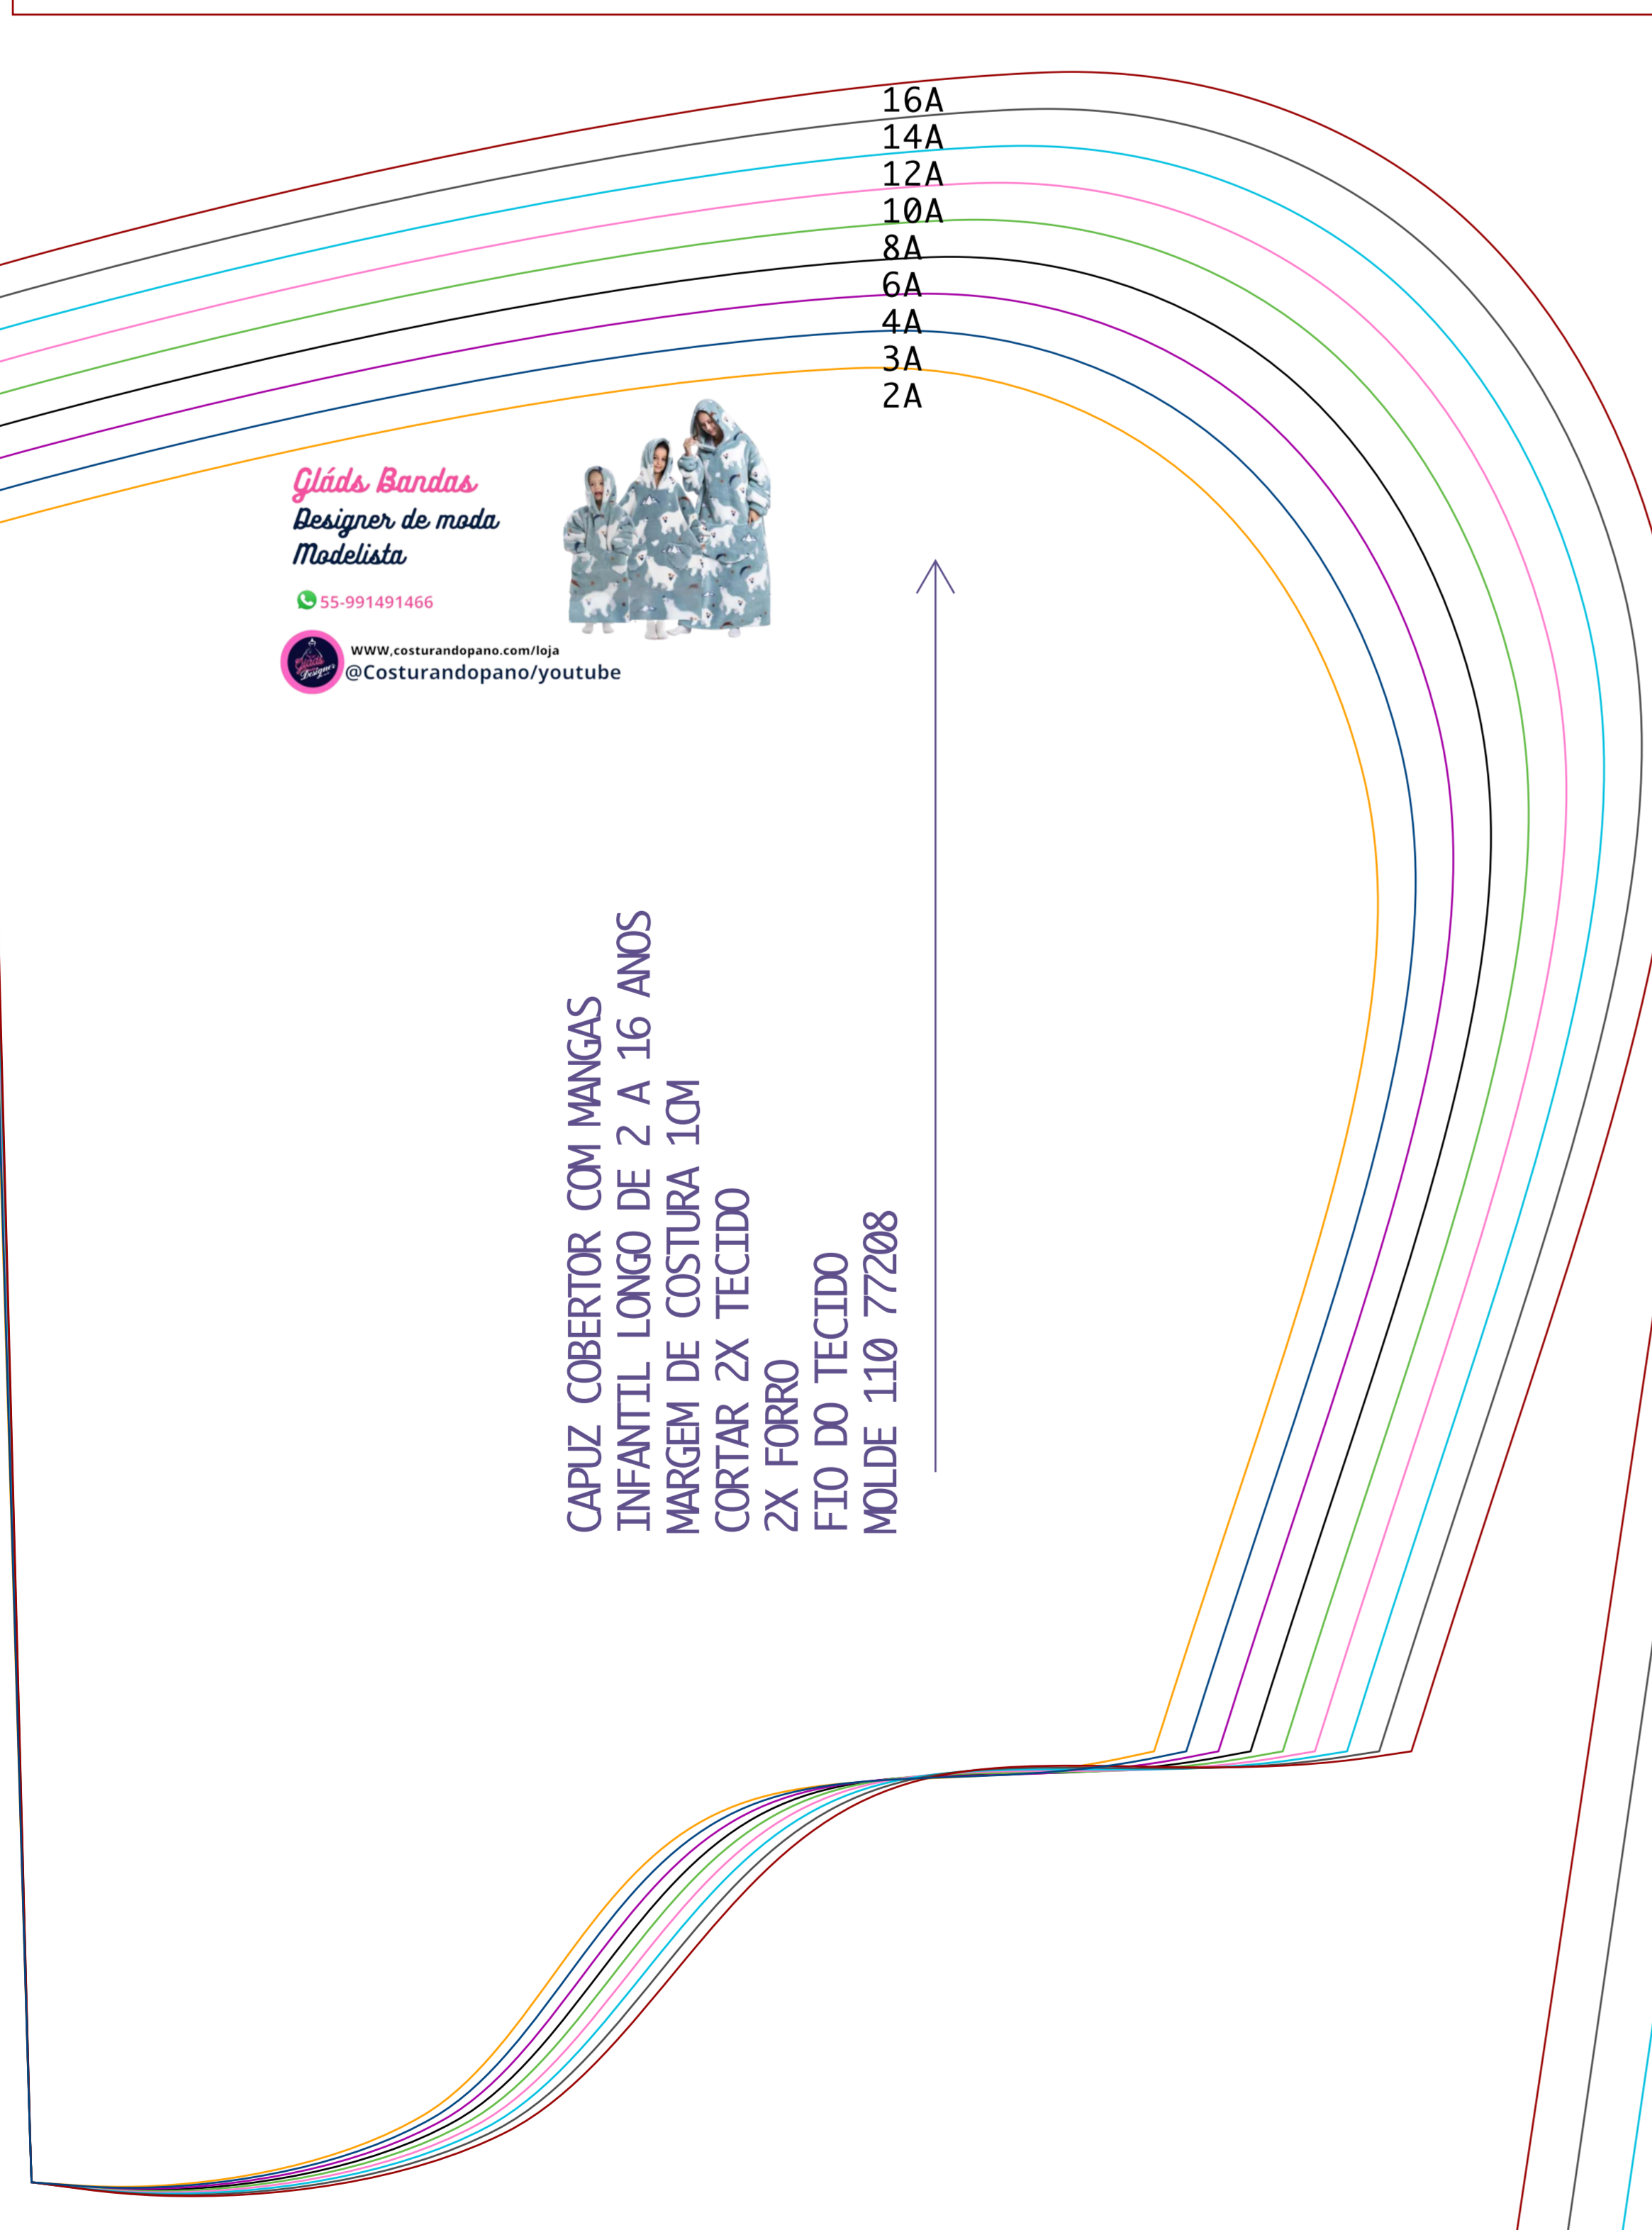 16A
14A
12A
10A
8A
6A
4A
3A
2A
Gláds Bandas
Designer de moda
Modelista
55-991491466
WWW,costurandopano.com/loja
@Costurandopano/youtube
Gláds
Designer
CAPUZ COBERTOR COM MANGAS
INFANTIL LONGO DE 2 A 16 ANOS
MARGEM DE COSTURA 1CM
CORTAR 2X TECIDO
2X FORRO
FIO DO TECIDO
MOLDE 110 77208